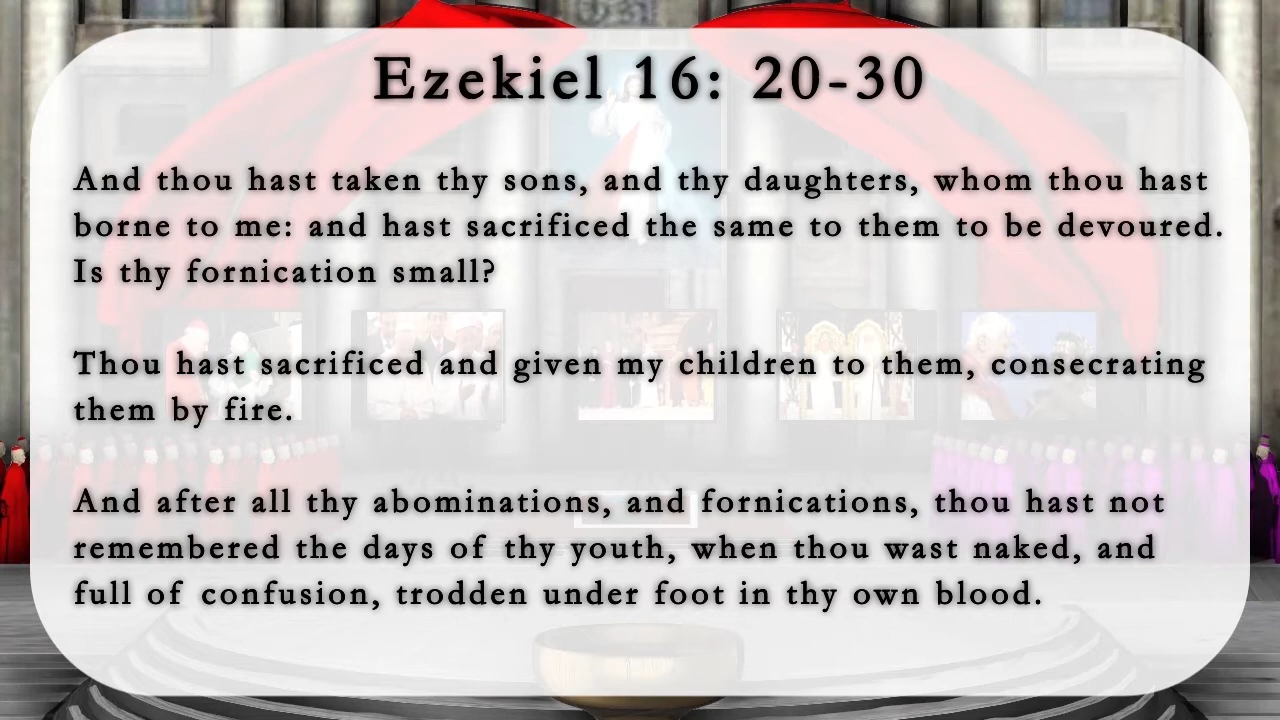 Ezekiel 16: 20-30
And thou hast taken thy sons, and thy daughters, whom thou hast
borne to me: and hast sacrificed the same to them to be devoured.
Is thy fornication small?
Thou hast sacrificed and given my children to them, consecrating
them by fire.
And after all thy abominations, and fornications, thou hast not
remembered the days of thy youth, when thou wast naked, and
full of confusion, trodden under foot in thy own blood.